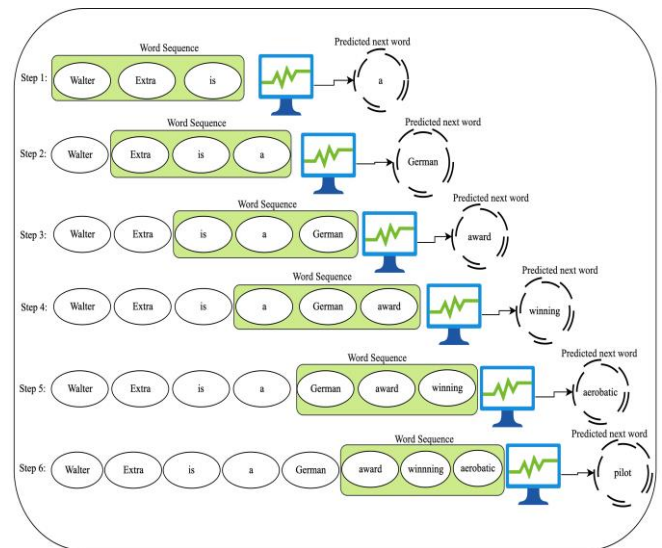 Word Sequence Predicted next word
Step 1: Walter Extra is a
Word Sequence Predicted next word
Step 2: Walter Extra is a German
Word Sequence Predicted next word
Step 3: Walter Extra is a German award
Word Sequence Predicted next word
Step 4: Walter Extra is a German award winning
Word Sequence Predicted next word
Step 5: Walter Extra is a German award winning aerobatic
Word Sequence Predicted next word
Step 6: Walter Extra is a German award winnning aerobatic pilot